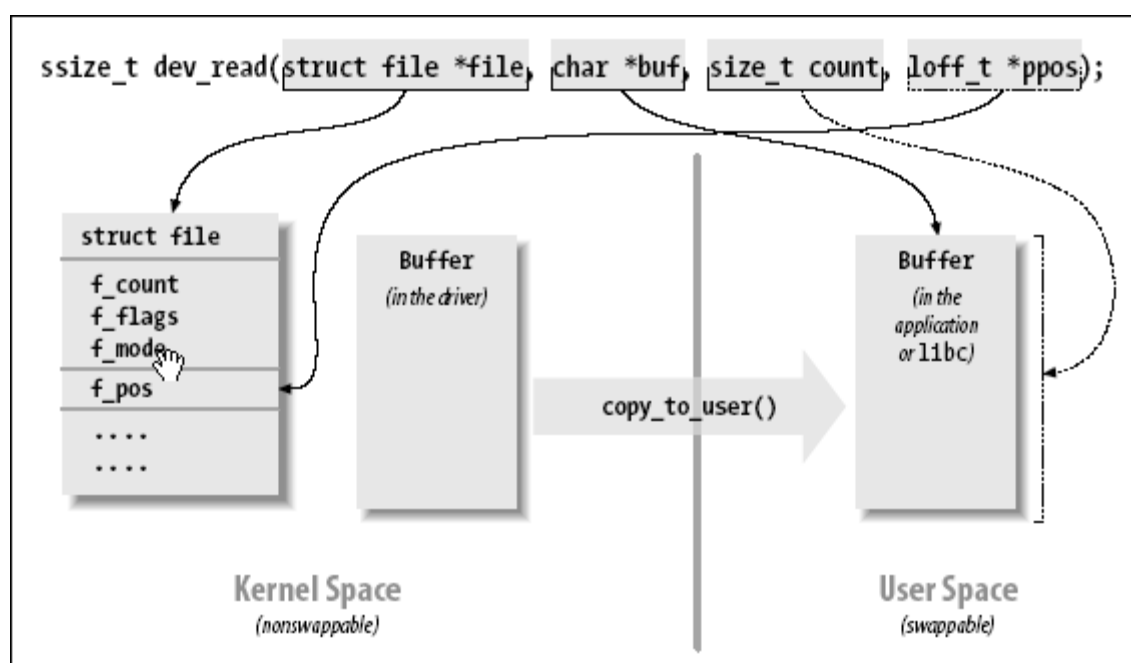 ssize_t dev_read(struct file *file, char *buf, size_t count, loff_t *ppos);
struct file
f_count
f_flags
f_mode
f_pos
....
....
Buffer
(in the driver)
copy_to_user()
Buffer
(in the
application
or libc)
Kernel Space
(nonswappable)
User Space
(swappable)